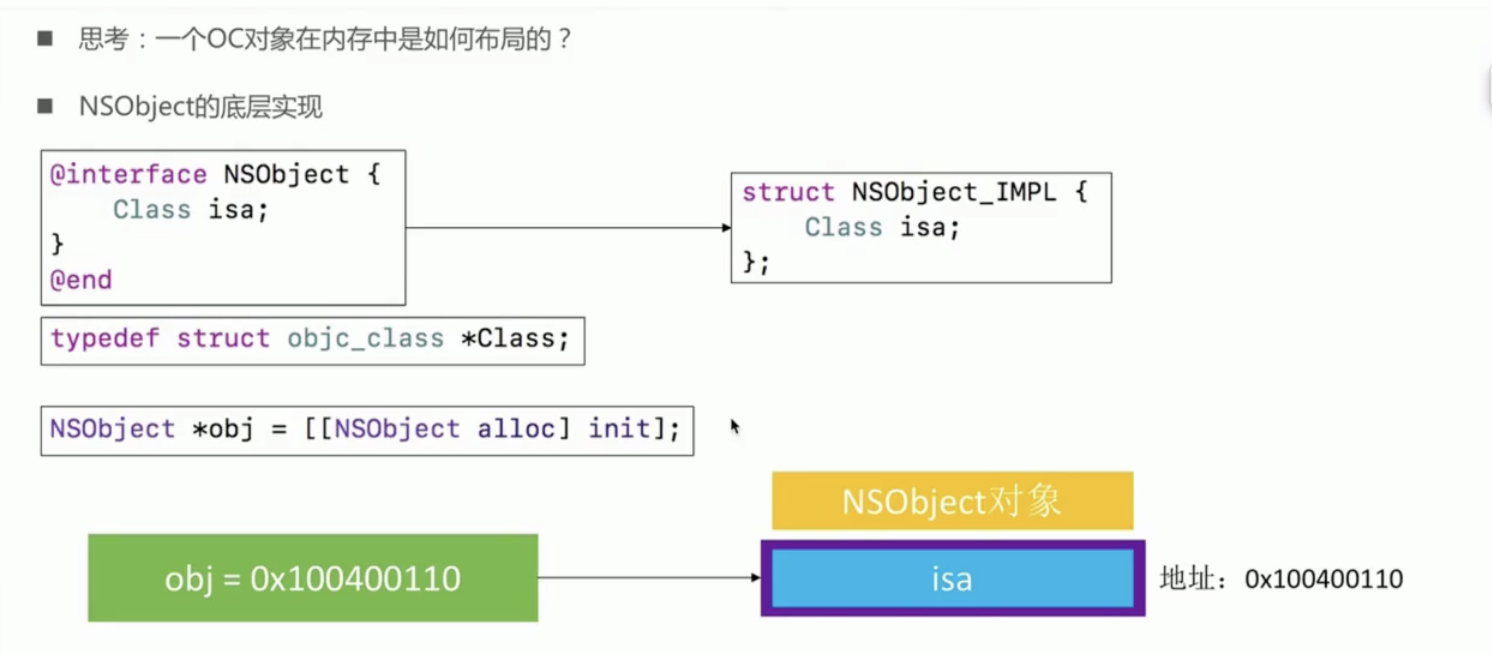 思考：一个OC对象在内存中是如何布局的？
NSObject的底层实现
@interface NSObject {
    Class isa;
}
@end
struct NSObject_IMPL {
    Class isa;
};
typedef struct objc_class *Class;
NSObject *obj = [[NSObject alloc] init];
NSObject对象
obj = 0x100400110
isa
地址：0x100400110